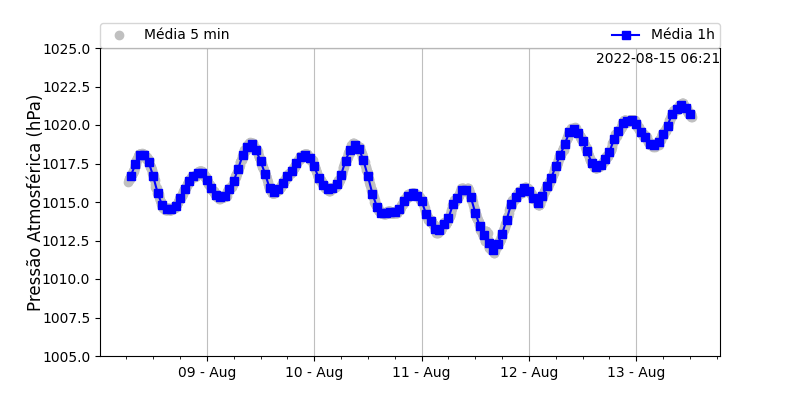 Média 5 min
Média 1h
2022-08-15 06:21
Pressão Atmosférica (hPa)
1025.0
1022.5
1020.0
1017.5
1015.0
1012.5
1010.0
1007.5
1005.0
09 - Aug
10 - Aug
11 - Aug
12 - Aug
13 - Aug